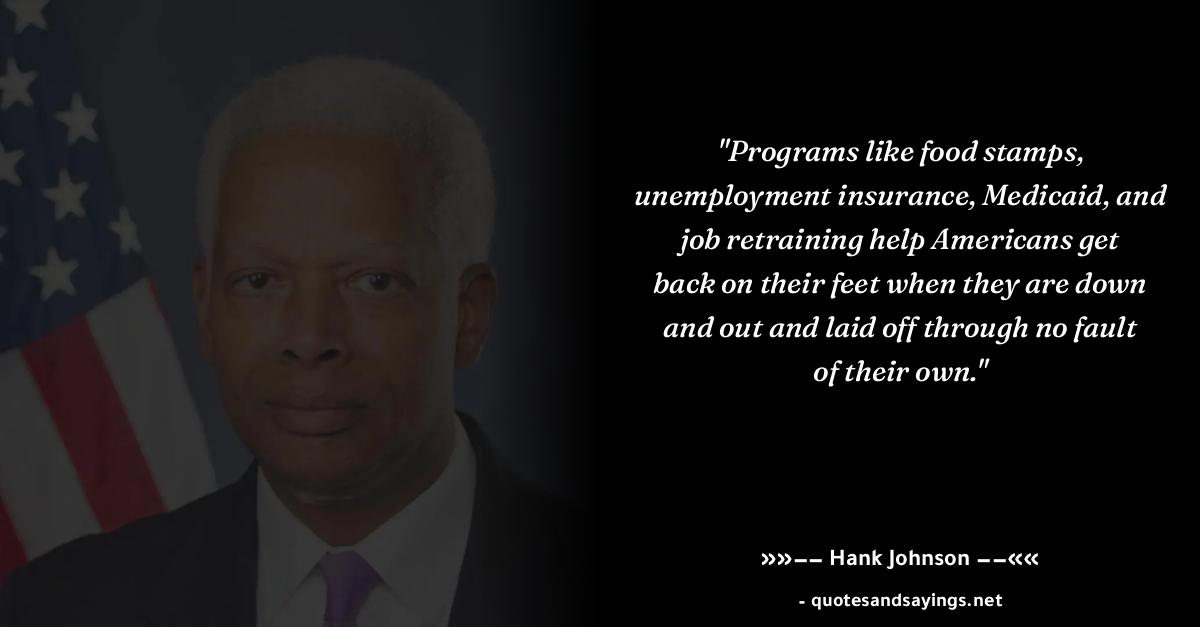 "Programs like food stamps,
unemployment insurance, Medicaid, and
job retraining help Americans get
back on their feet when they are down
and out and laid off through no fault
of their own."
»»–– Hank Johnson ––««
- quotesandsayings.net